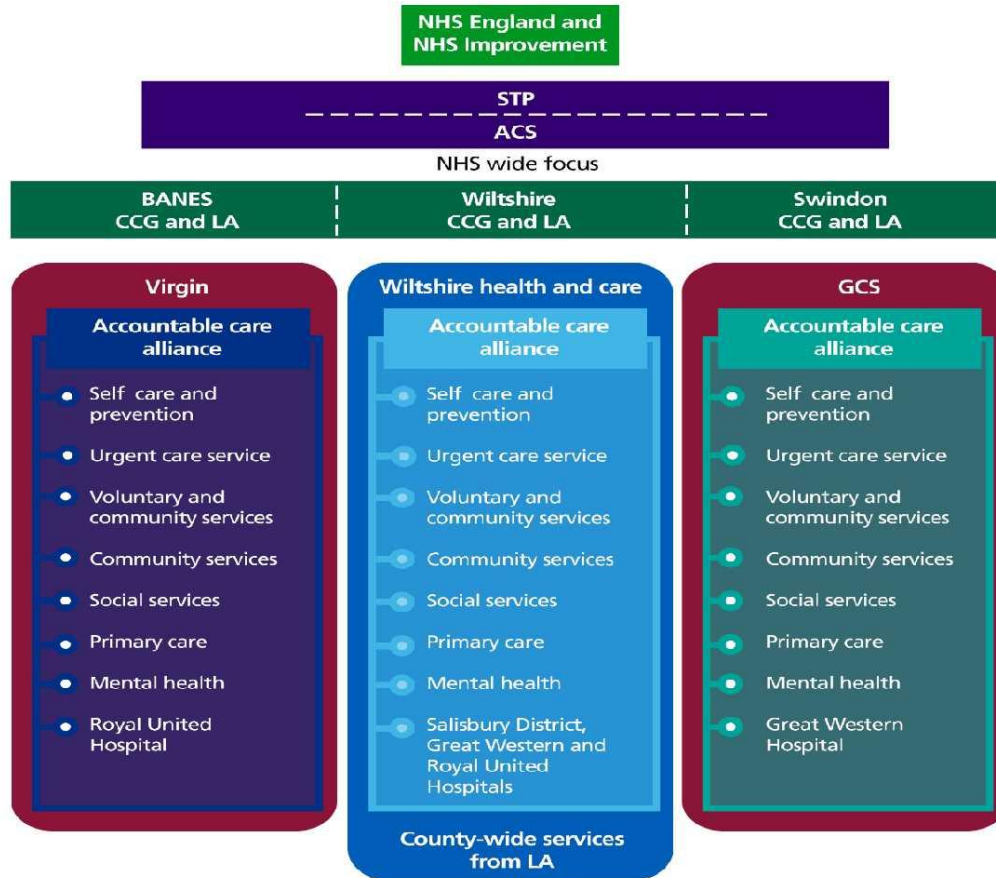 NHS England and
NHS Improvement
STP
ACS
NHS wide focus
BANES
CCG and LA
Wiltshire
CCG and LA
Swindon
CCG and LA
Virgin
Accountable care
alliance
Self care and
prevention
Urgent care service
Voluntary and
community services
Community services
Social services
Primary care
Mental health
Royal United
Hospital
Wiltshire health and care
Accountable care
alliance
Self care and
prevention
Urgent care service
Voluntary and
community services
Community services
Social services
Primary care
Mental health
Salisbury District,
Great Western and
Royal United
Hospitals
County-wide services
from LA
GCS
Accountable care
alliance
Self care and
prevention
Urgent care service
Voluntary and
community services
Community services
Social services
Primary care
Mental health
Great Western
Hospital